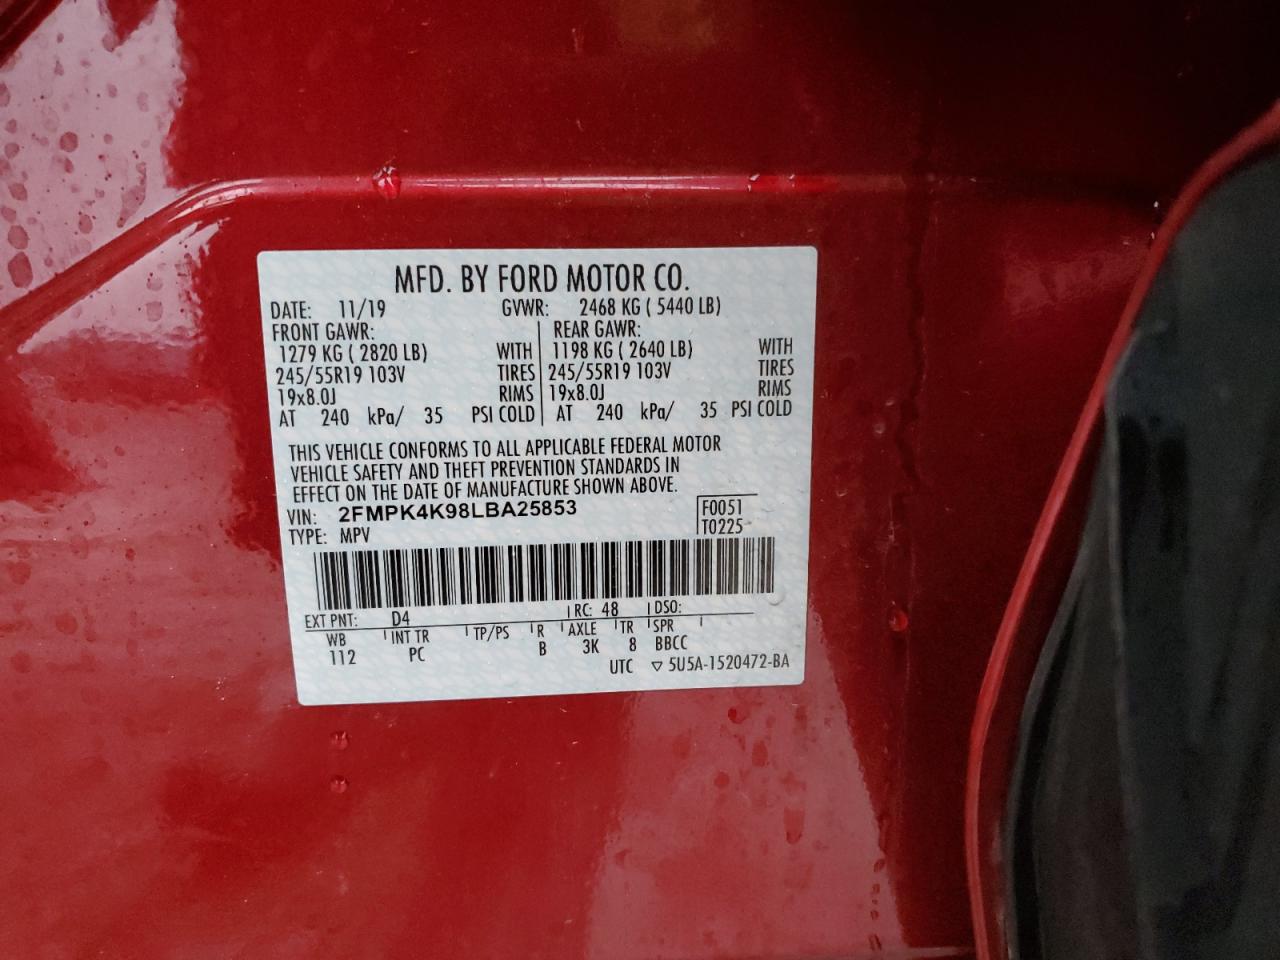 MFD. BY FORD MOTOR CO.
DATE: 11/19 GVWR: 2468 KG ( 5440 LB)
FRONT GAWR: REAR GAWR:
1279 KG ( 2820 LB) WITH 1198 KG ( 2640 LB) WITH
245/55R19 103V TIRES 245/55R19 103V TIRES
19x8.0J RIMS 19x8.0J RIMS
AT 240 kPa/ 35 PSI COLD AT 240 kPa/ 35 PSI COLD
THIS VEHICLE CONFORMS TO ALL APPLICABLE FEDERAL MOTOR
VEHICLE SAFETY AND THEFT PREVENTION STANDARDS IN
EFFECT ON THE DATE OF MANUFACTURE SHOWN ABOVE.
VIN: 2FMPK4K98LBA25853 F0051
TYPE: MPV T0225
EXT PNT: D4 RC: 48 DSO:
WB INT TR TP/PS R AXLE TR SPR
112 PC B 3K 8 BBCC
UTC ▽ 5U5A-1520472-BA